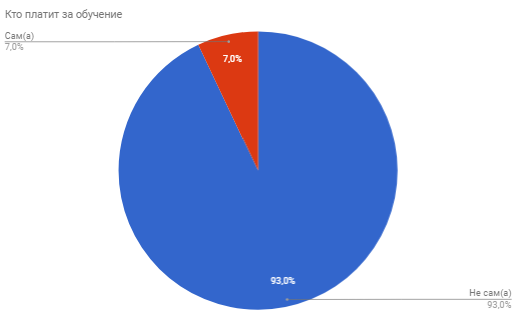 Кто платит за обучение
Сам(а)
7,0%
7,0%
93,0%
Не сам(а)
93,0%